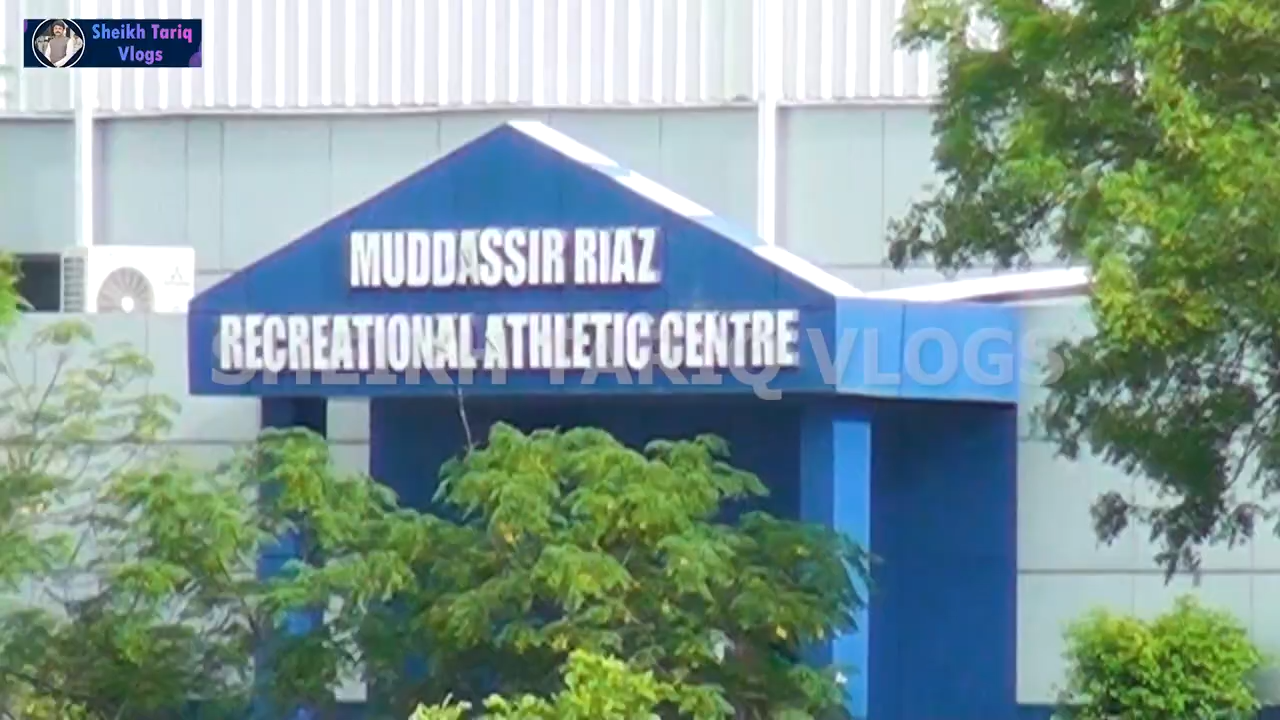 Sheikh Tariq
Vlogs
MUDDASSIR RIAZ
RECREATIONAL ATHLETIC CENTRE
SHEIKH TARIQ VLOGS